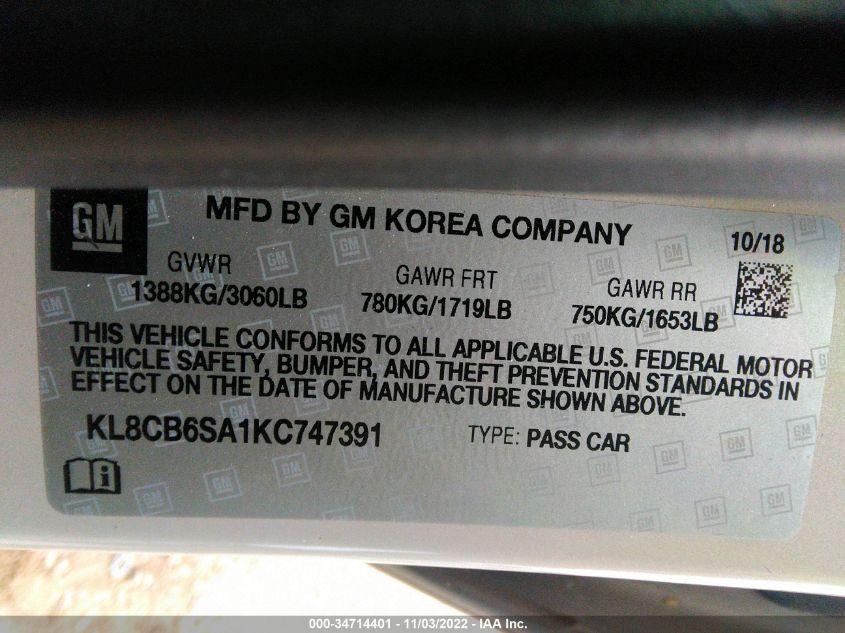 GM
MFD BY GM KOREA COMPANY
10/18
GVWR
1388KG/3060LB
GAWR FRT
780KG/1719LB
GAWR RR
750KG/1653LB
THIS VEHICLE CONFORMS TO ALL APPLICABLE U.S. FEDERAL MOTOR
VEHICLE SAFETY, BUMPER, AND THEFT PREVENTION STANDARDS IN
EFFECT ON THE DATE OF MANUFACTURE SHOWN ABOVE.
KL8CB6SA1KC747391
TYPE: PASS CAR
000-34714401 - 11/03/2022 - IAA Inc.